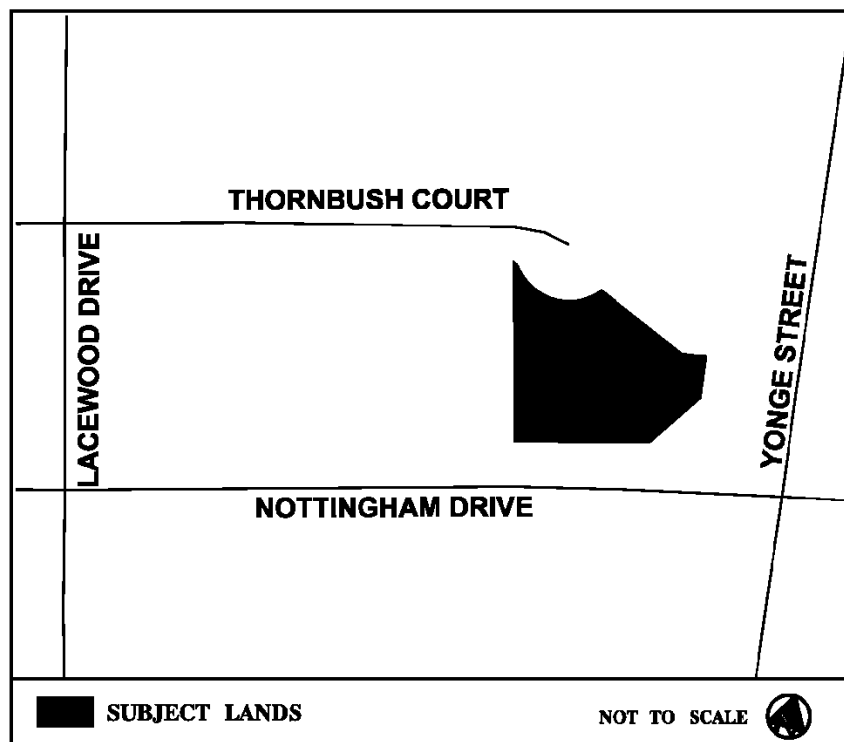 THORNBUSH COURT
LACEWOOD DRIVE
YONGE STREET
NOTTINGHAM DRIVE
SUBJECT LANDS
NOT TO SCALE